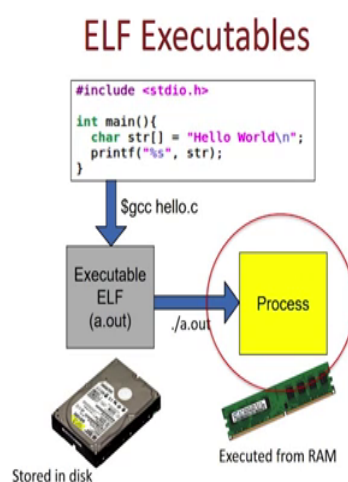 ELF Executables
#include <stdio.h>
int main(){
char str[] = "Hello World\n";
printf("%s", str);
}
$gcc hello.c
Executable
ELF
(a.out)
./a.out
Process
Stored in disk
Executed from RAM